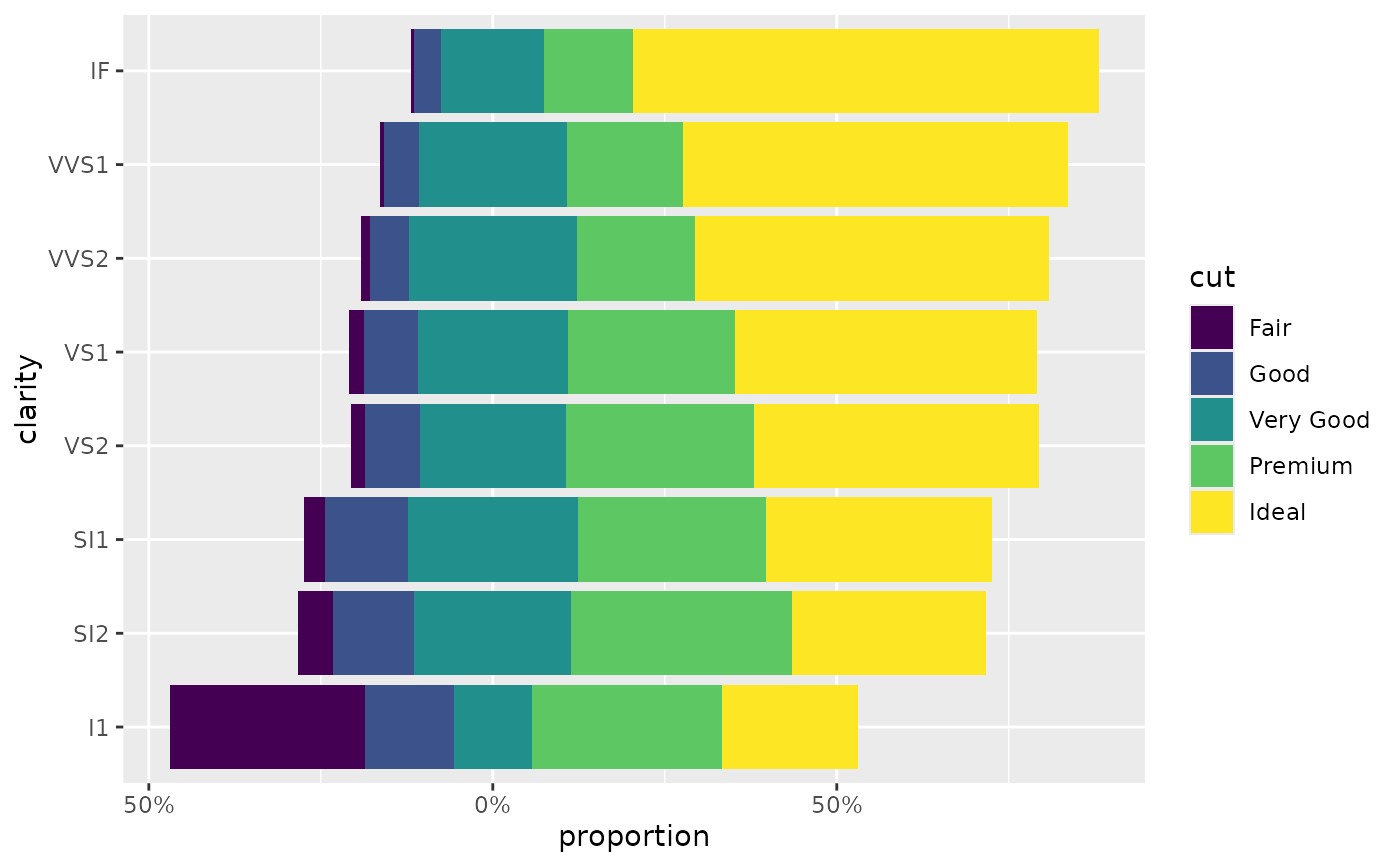 IF
VVS1
VVS2
VS1
VS2
SI1
SI2
I1
clarity
50% 0% 50%
proportion
cut
Fair
Good
Very Good
Premium
Ideal